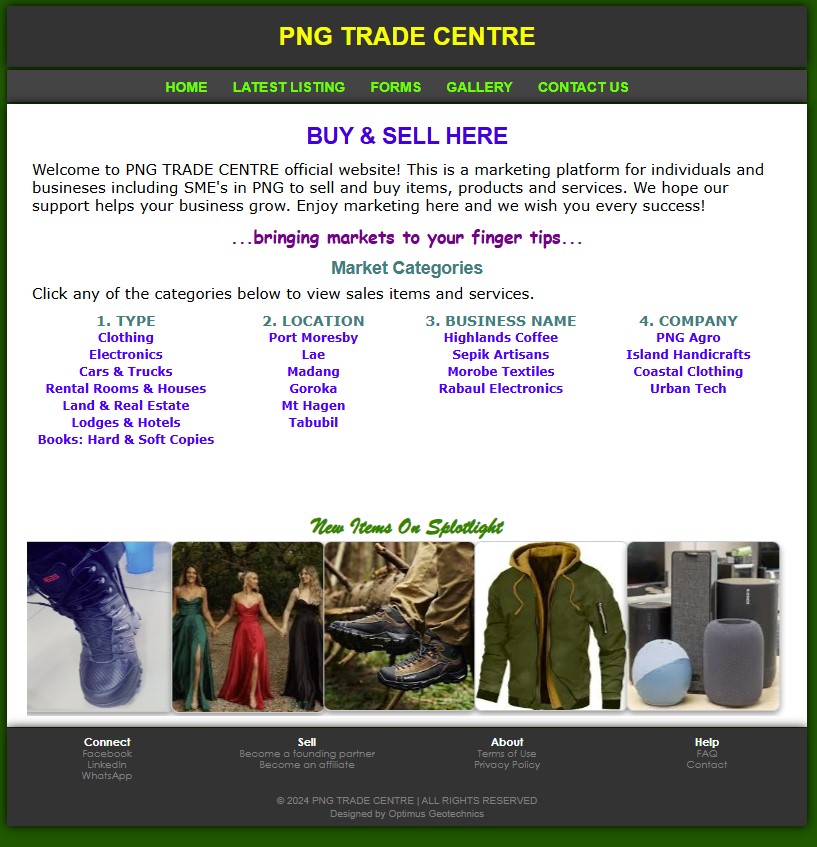 PNG TRADE CENTRE
HOME LATEST LISTING FORMS GALLERY CONTACT US
BUY & SELL HERE
Welcome to PNG TRADE CENTRE official website! This is a marketing platform for individuals and
busineses including SME's in PNG to sell and buy items, products and services. We hope our
support helps your business grow. Enjoy marketing here and we wish you every success!
...bringing markets to your finger tips...
Market Categories
Click any of the categories below to view sales items and services.
1. TYPE
Clothing
Electronics
Cars & Trucks
Rental Rooms & Houses
Land & Real Estate
Lodges & Hotels
Books: Hard & Soft Copies
2. LOCATION
Port Moresby
Lae
Madang
Goroka
Mt Hagen
Tabubil
3. BUSINESS NAME
Highlands Coffee
Sepik Artisans
Morobe Textiles
Rabaul Electronics
4. COMPANY
PNG Agro
Island Handicrafts
Coastal Clothing
Urban Tech
New Items On Splotlight
Connect
Facebook
LinkedIn
WhatsApp
Sell
Become a founding partner
Become an affiliate
About
Terms of Use
Privacy Policy
Help
FAQ
Contact
© 2024 PNG TRADE CENTRE | ALL RIGHTS RESERVED
Designed by Optimus Geotechnics